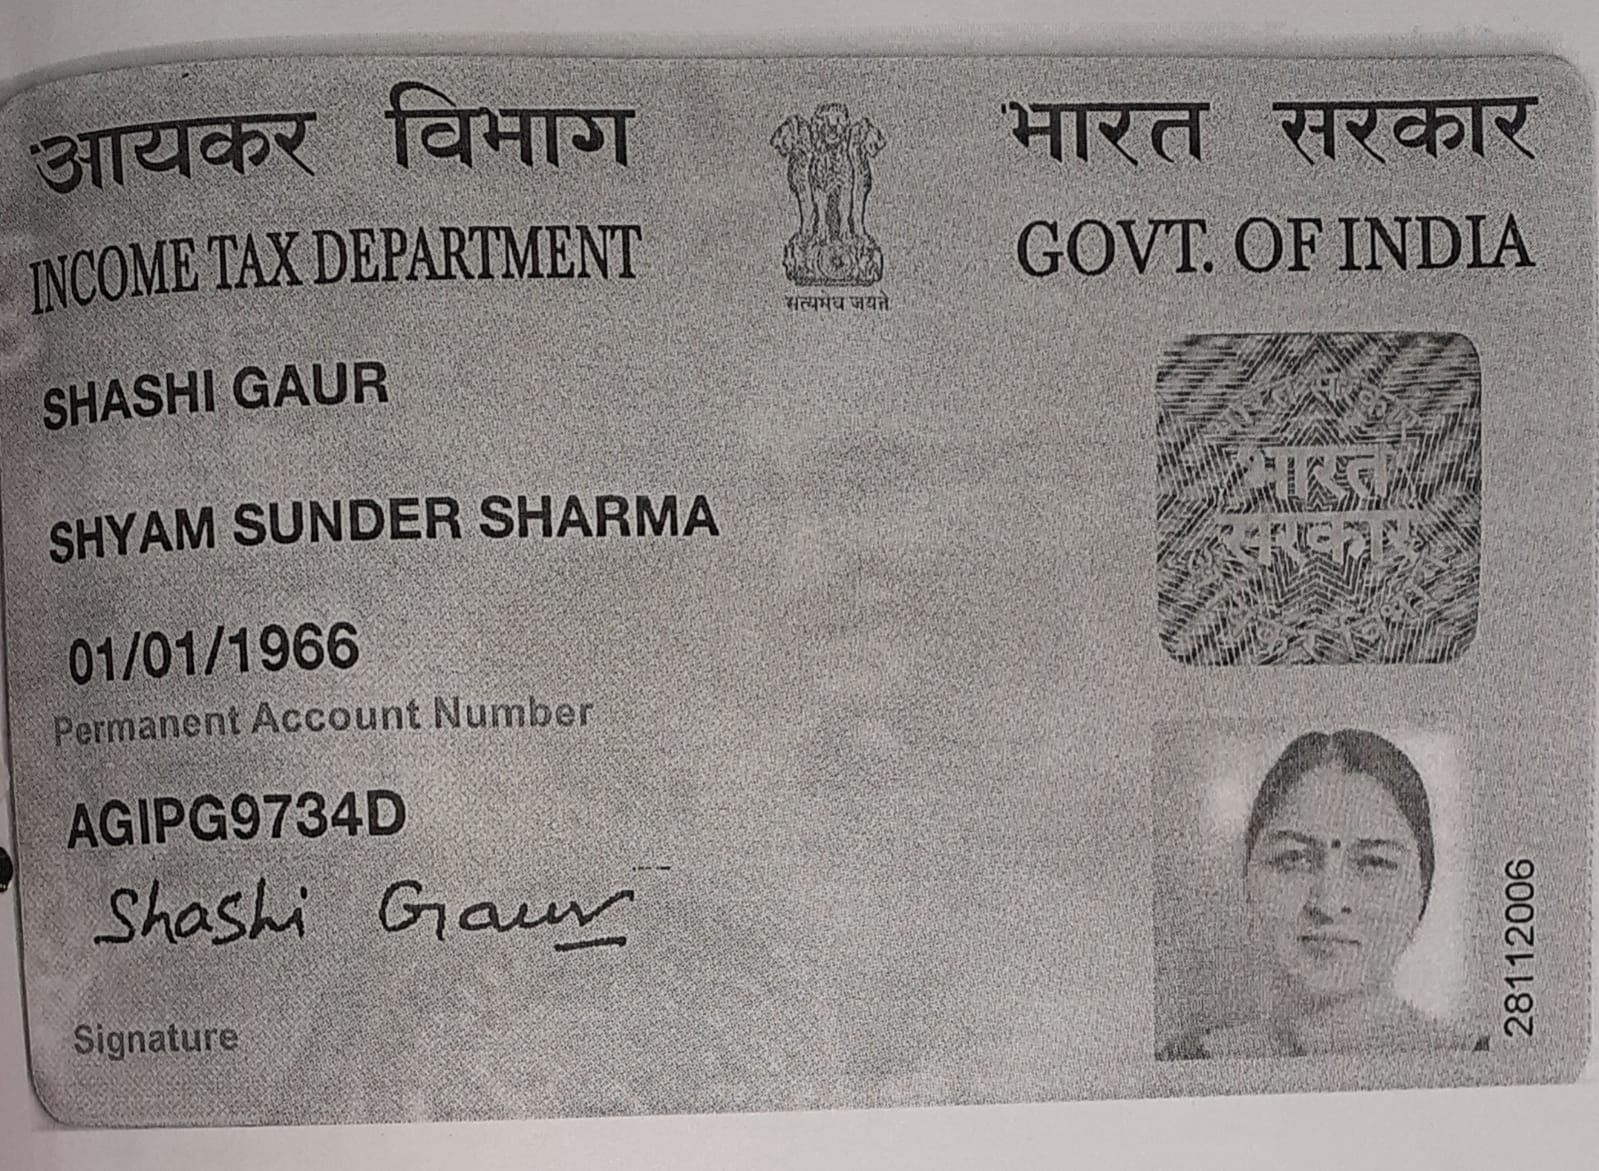 आयकर विभाग
INCOME TAX DEPARTMENT
सत्यमेव जयते
भारत सरकार
GOVT. OF INDIA
SHASHI GAUR
SHYAM SUNDER SHARMA
01/01/1966
Permanent Account Number
AGIPG9734D
Shashi Gaur
Signature
भारत
सरकार
28112006